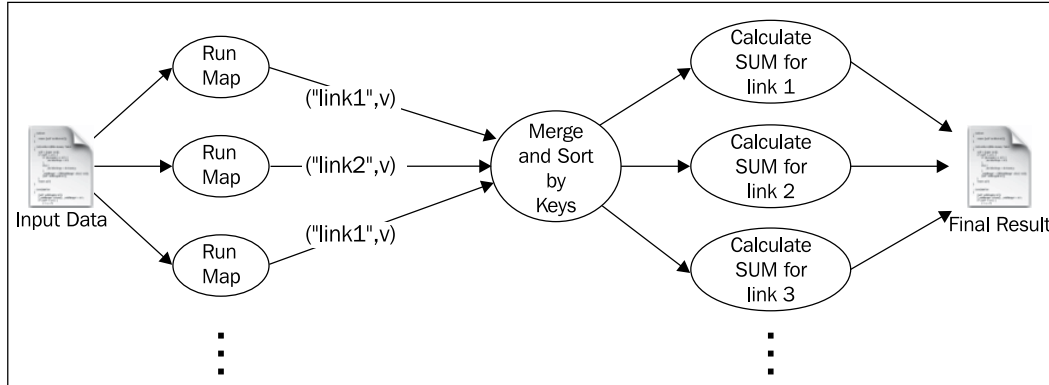 Run
Map
("link1",v)
Calculate
SUM for
link 1
Input Data
Run
Map
("link2",v)
Merge
and Sort
by
Keys
Calculate
SUM for
link 2
Final Result
Run
Map
("link1",v)
Calculate
SUM for
link 3